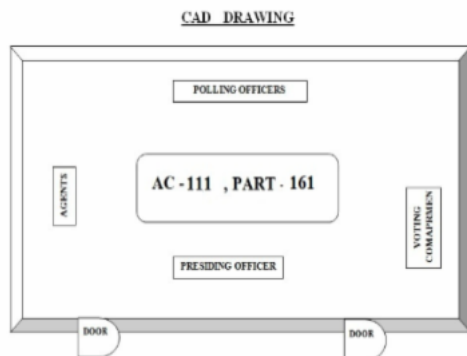 CAD DRAWING
POLLING OFFICERS
AGENTS
AC -111 , PART - 161
VOTING
COMAPRMEN
PRESIDING OFFICER
DOOR
DOOR